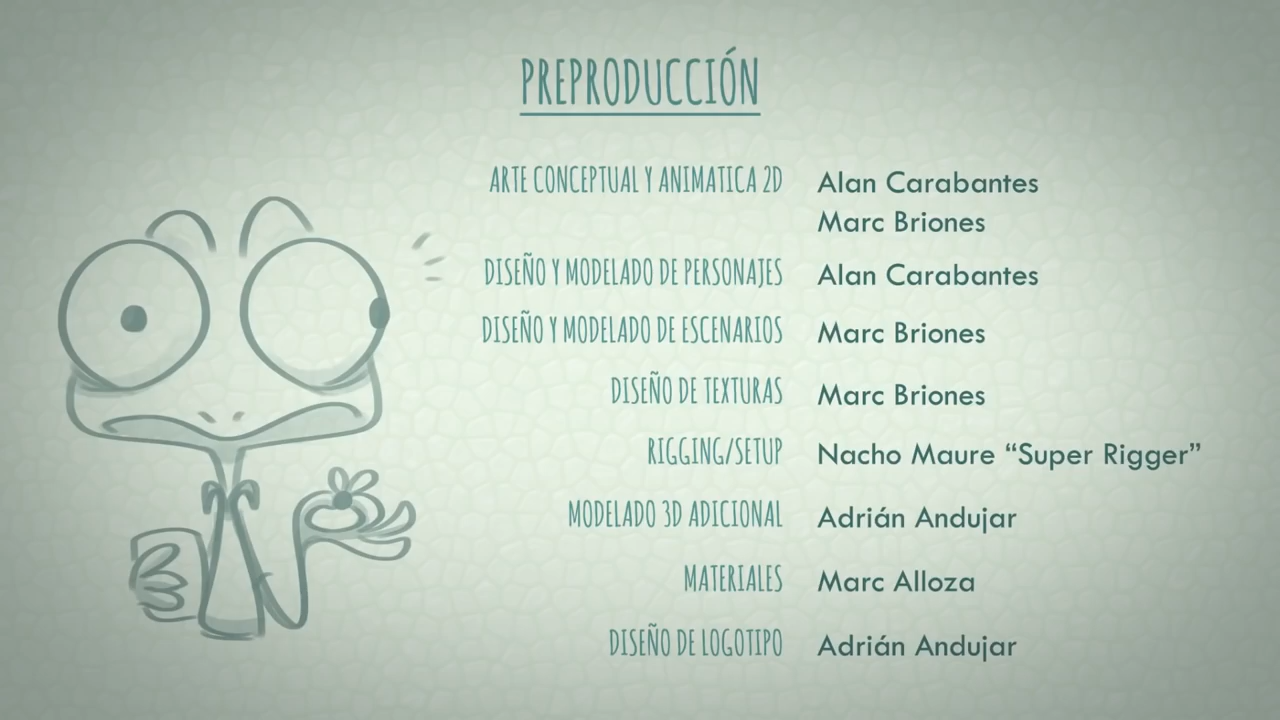 PREPRODUCCIÓN
ARTE CONCEPTUAL Y ANIMATICA 2D Alan Carabantes
Marc Briones
DISEÑO Y MODELADO DE PERSONAJES Alan Carabantes
DISEÑO Y MODELADO DE ESCENARIOS Marc Briones
DISEÑO DE TEXTURAS Marc Briones
RIGGING/SETUP Nacho Maure “Super Rigger”
MODELADO 3D ADICIONAL Adrián Andujar
MATERIALES Marc Alloza
DISEÑO DE LOGOTIPO Adrián Andujar